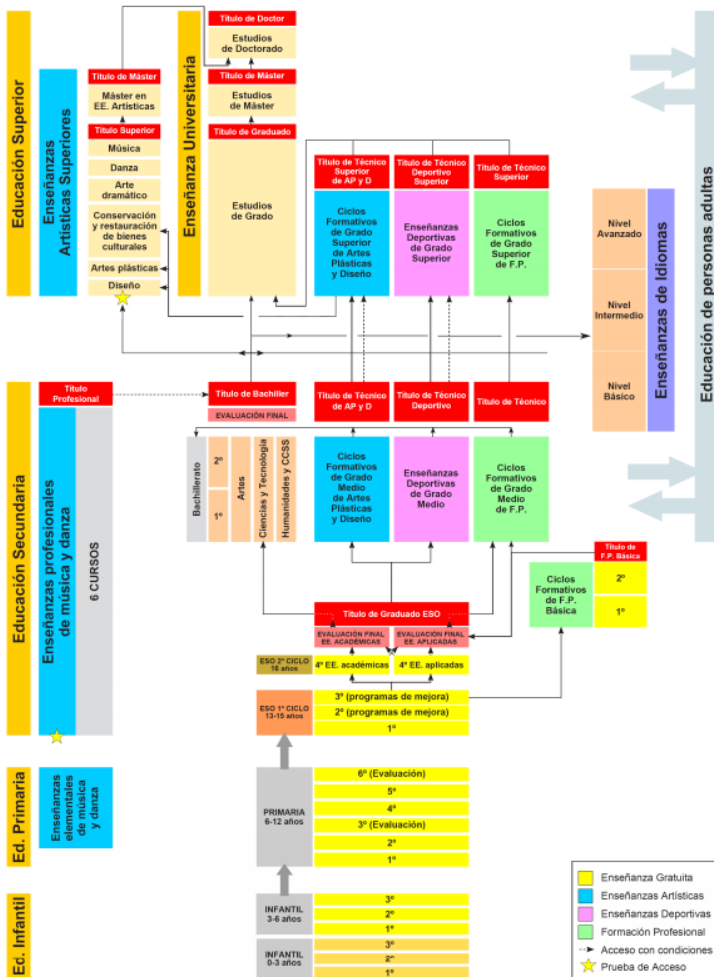 Educación Superior
Enseñanzas
Artísticas Superiores
Título de Máster
Máster en
EE. Artísticas
Título Superior
Música
Danza
Arte
dramático
Conservación
y restauración
de bienes
culturales
Artes plásticas
Diseño
Enseñanza Universitaria
Título de Doctor
Estudios
de Doctorado
Título de Máster
Estudios
de Máster
Título de Graduado
Estudios
de Grado
Título de Técnico
Superior
de AP y D
Ciclos
Formativos
de Grado
Superior
de Artes
Plásticas
y Diseño
Título de Técnico
Deportivo Superior
Enseñanzas
Deportivas
de Grado
Superior
Título de Técnico
Superior
Ciclos
Formativos
de Grado
Superior
de F.P.
Nivel
Avanzado
Nivel
Intermedio
Nivel
Básico
Enseñanzas de Idiomas
Educación de personas adultas
Educación Secundaria
Título
Profesional
Enseñanzas profesionales
de música y danza
6 CURSOS
Título de Bachiller
EVALUACIÓN FINAL
Bachillerato
2º
1º
Artes
Ciencias y Tecnología
Humanidades y CCSS
Título de Técnico
de AP y D
Ciclos
Formativos
de Grado
Medio
de Artes
Plásticas
y Diseño
Título de Técnico
Deportivo
Enseñanzas
Deportivas
de Grado
Medio
Título de Técnico
Ciclos
Formativos
de Grado
Medio
de F.P.
Título de
F.P. Básica
Ciclos
Formativos
de F.P.
Básica
2º
1º
Título de Graduado ESO
EVALUACIÓN FINAL
EE. ACADÉMICAS
EVALUACIÓN FINAL
EE. APLICADAS
ESO 2º CICLO
16 años
4º EE. académicas
4º EE. aplicadas
ESO 1º CICLO
13-15 años
3º (programas de mejora)
2º (programas de mejora)
1º
Ed. Primaria
Enseñanzas
elementales
de música
y danza
PRIMARIA
6-12 años
6º (Evaluación)
5º
4º
3º (Evaluación)
2º
1º
Ed. Infantil
INFANTIL
3-6 años
3º
2º
1º
INFANTIL
0-3 años
3º
2º
1º
Enseñanza Gratuita
Enseñanzas Artísticas
Enseñanzas Deportivas
Formación Profesional
Acceso con condiciones
Prueba de Acceso